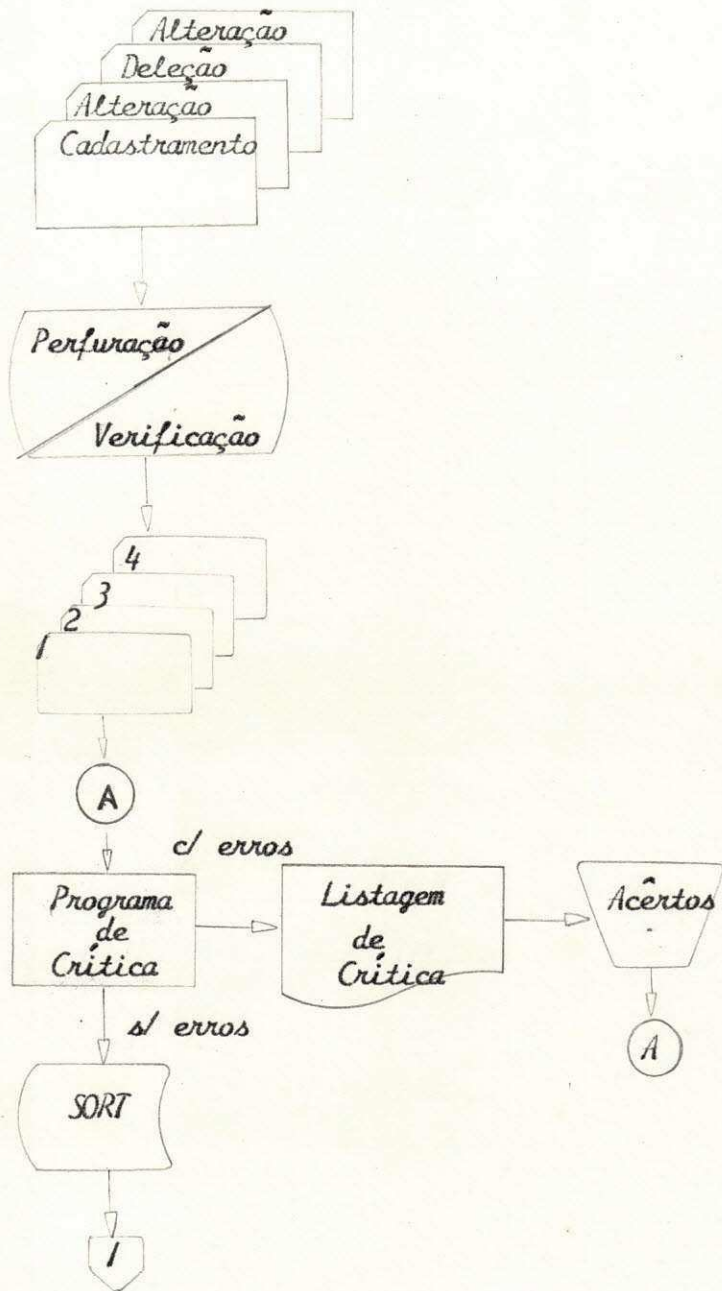 Alteração
Deleção
Alteração
Cadastramento
Perfuração
Verificação
4
3
2
1
A
c/ erros
Programa
de
Crítica
Listagem
de
Crítica
Acêrtos
s/ erros
A
SORT
1